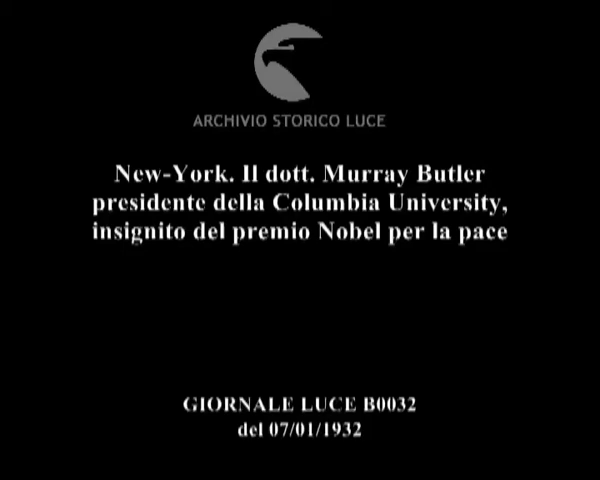 ARCHIVIO STORICO LUCE
New-York. Il dott. Murray Butler
presidente della Columbia University,
insignito del premio Nobel per la pace
GIORNALE LUCE B0032
del 07/01/1932